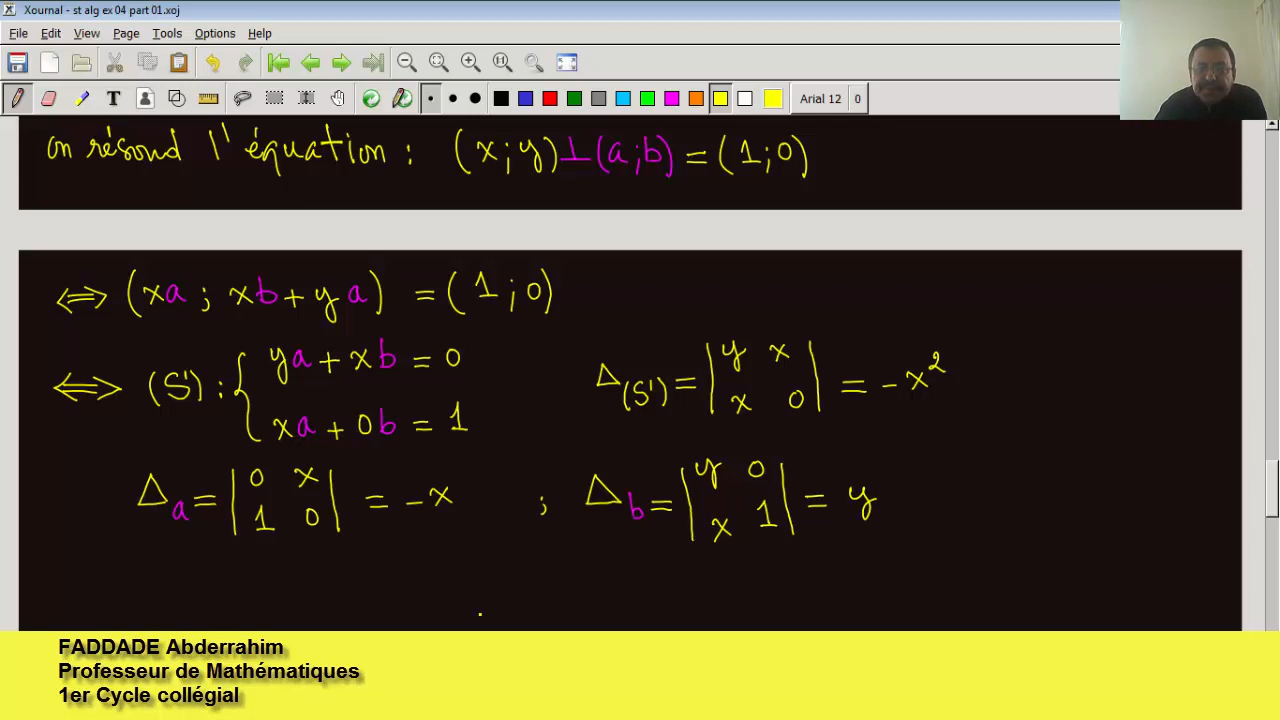 Xournal - st alg ex 04 part 01.xoj
File Edit View Page Tools Options Help
Arial 12 0
on résoud l'équation : (x;y)⊥(a;b)=(1;0)
⟺ (xa ; xb+ya) = (1;0)
⟺ (S'): { ya + xb = 0
xa + 0b = 1
Δ(S') = | y x |
| x 0 | = -x²
Δa = | 0 x |
| 1 0 | = -x
; Δb = | y 0 |
| x 1 | = y
FADDADE Abderrahim
Professeur de Mathématiques
1er Cycle collégial